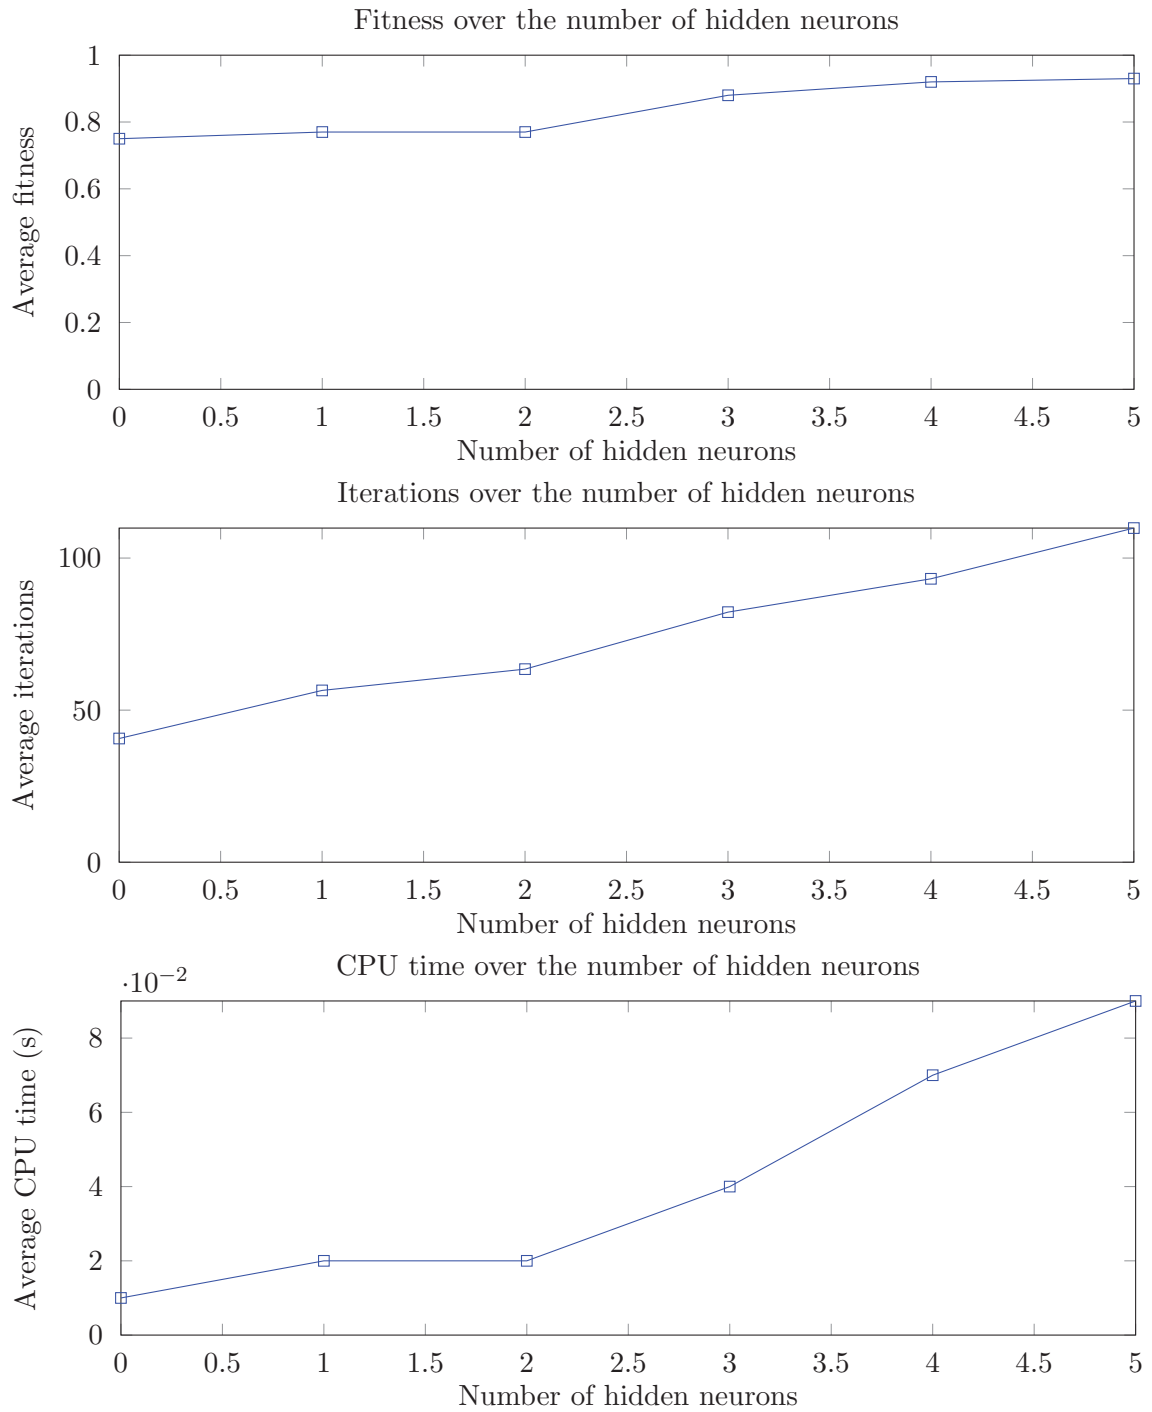 Fitness over the number of hidden neurons
1
0.8
0.6
0.4
0.2
0
Average fitness
0 0.5 1 1.5 2 2.5 3 3.5 4 4.5 5
Number of hidden neurons
Iterations over the number of hidden neurons
100
50
0
Average iterations
0 0.5 1 1.5 2 2.5 3 3.5 4 4.5 5
Number of hidden neurons
CPU time over the number of hidden neurons
·10−2
8
6
4
2
0
Average CPU time (s)
0 0.5 1 1.5 2 2.5 3 3.5 4 4.5 5
Number of hidden neurons